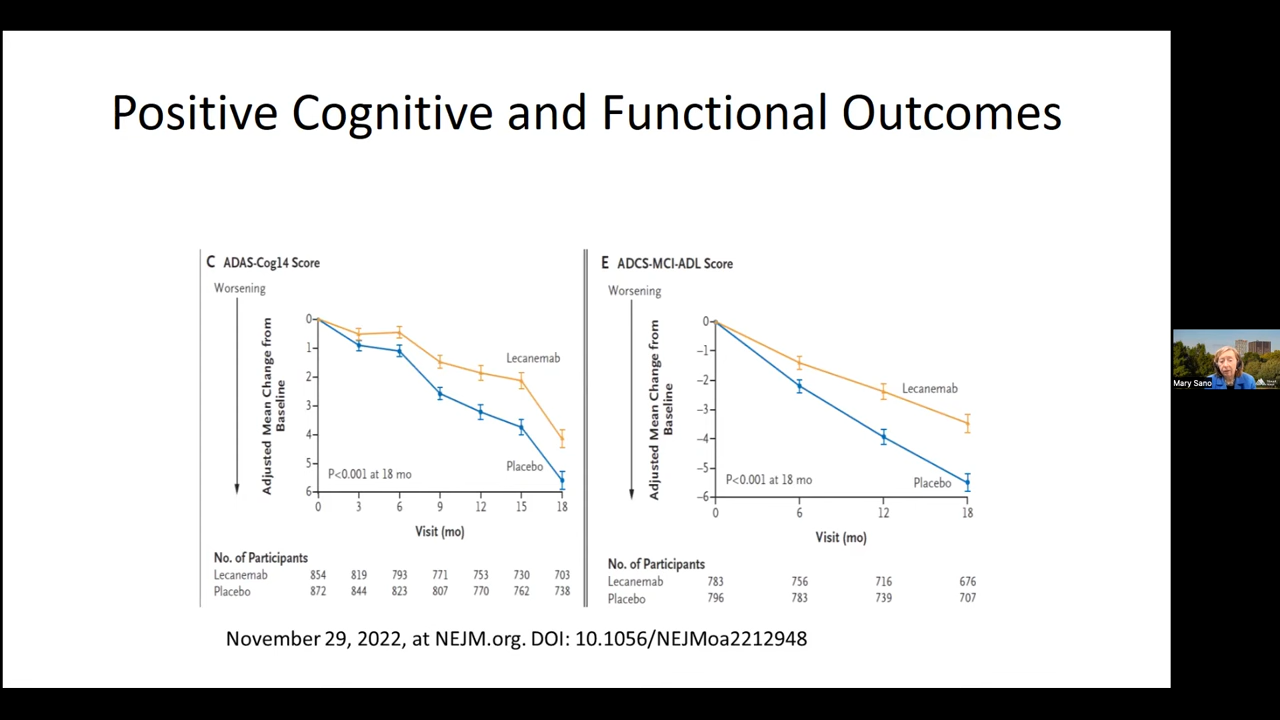 Positive Cognitive and Functional Outcomes
C ADAS-Cog14 Score
Worsening
Adjusted Mean Change from
Baseline
0
1
2
3
4
5
6
Lecanemab
Placebo
P<0.001 at 18 mo
0 3 6 9 12 15 18
Visit (mo)
No. of Participants
Lecanemab 854 819 793 771 753 730 703
Placebo 872 844 823 807 770 762 738
E ADCS-MCI-ADL Score
Worsening
Adjusted Mean Change from
Baseline
0
−1
−2
−3
−4
−5
−6
Lecanemab
Placebo
P<0.001 at 18 mo
0 6 12 18
Visit (mo)
No. of Participants
Lecanemab 783 756 716 676
Placebo 796 783 739 707
November 29, 2022, at NEJM.org. DOI: 10.1056/NEJMoa2212948
Mary Sano